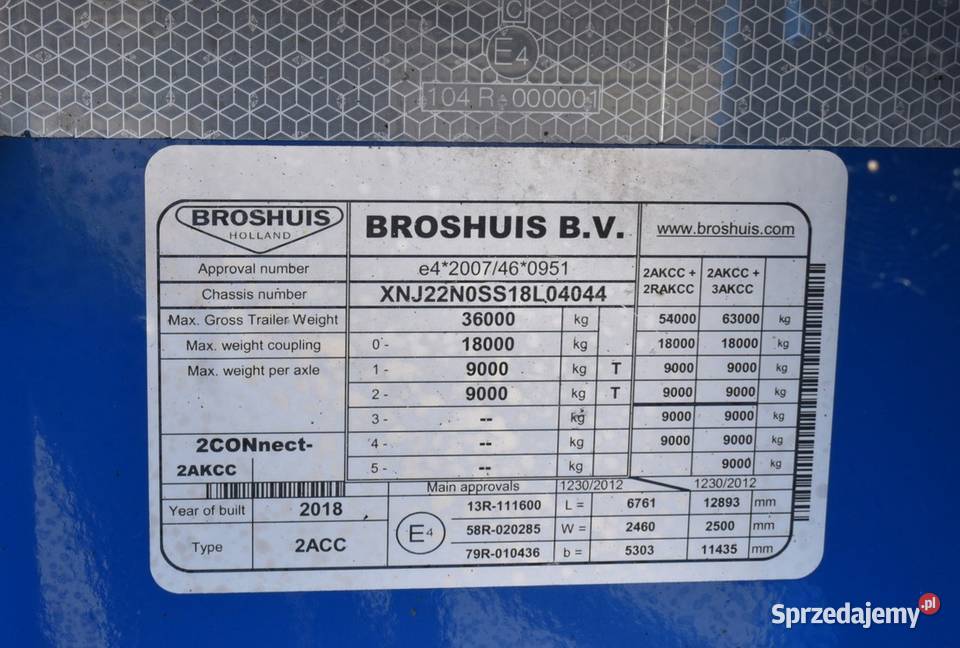 C
E4
104 R-000001
BROSHUIS
HOLLAND
BROSHUIS B.V.
www.broshuis.com
Approval number e4*2007/46*0951 2AKCC + 2RAKCC 2AKCC + 3AKCC
Chassis number XNJ22N0SS18L04044
Max. Gross Trailer Weight 36000 kg 54000 63000 kg
Max. weight coupling 0 - 18000 kg 18000 18000 kg
Max. weight per axle 1 - 9000 kg T 9000 9000 kg
2 - 9000 kg T 9000 9000 kg
3 - -- kg 9000 9000 kg
2CONnect- 4 - -- kg 9000 9000 kg
2AKCC 5 - -- kg 9000 kg
Main approvals 1230/2012 1230/2012
Year of built 2018 13R-111600 L = 6761 12893 mm
E4 58R-020285 W = 2460 2500 mm
Type 2ACC 79R-010436 b = 5303 11435 mm
Sprzedajemy.pl